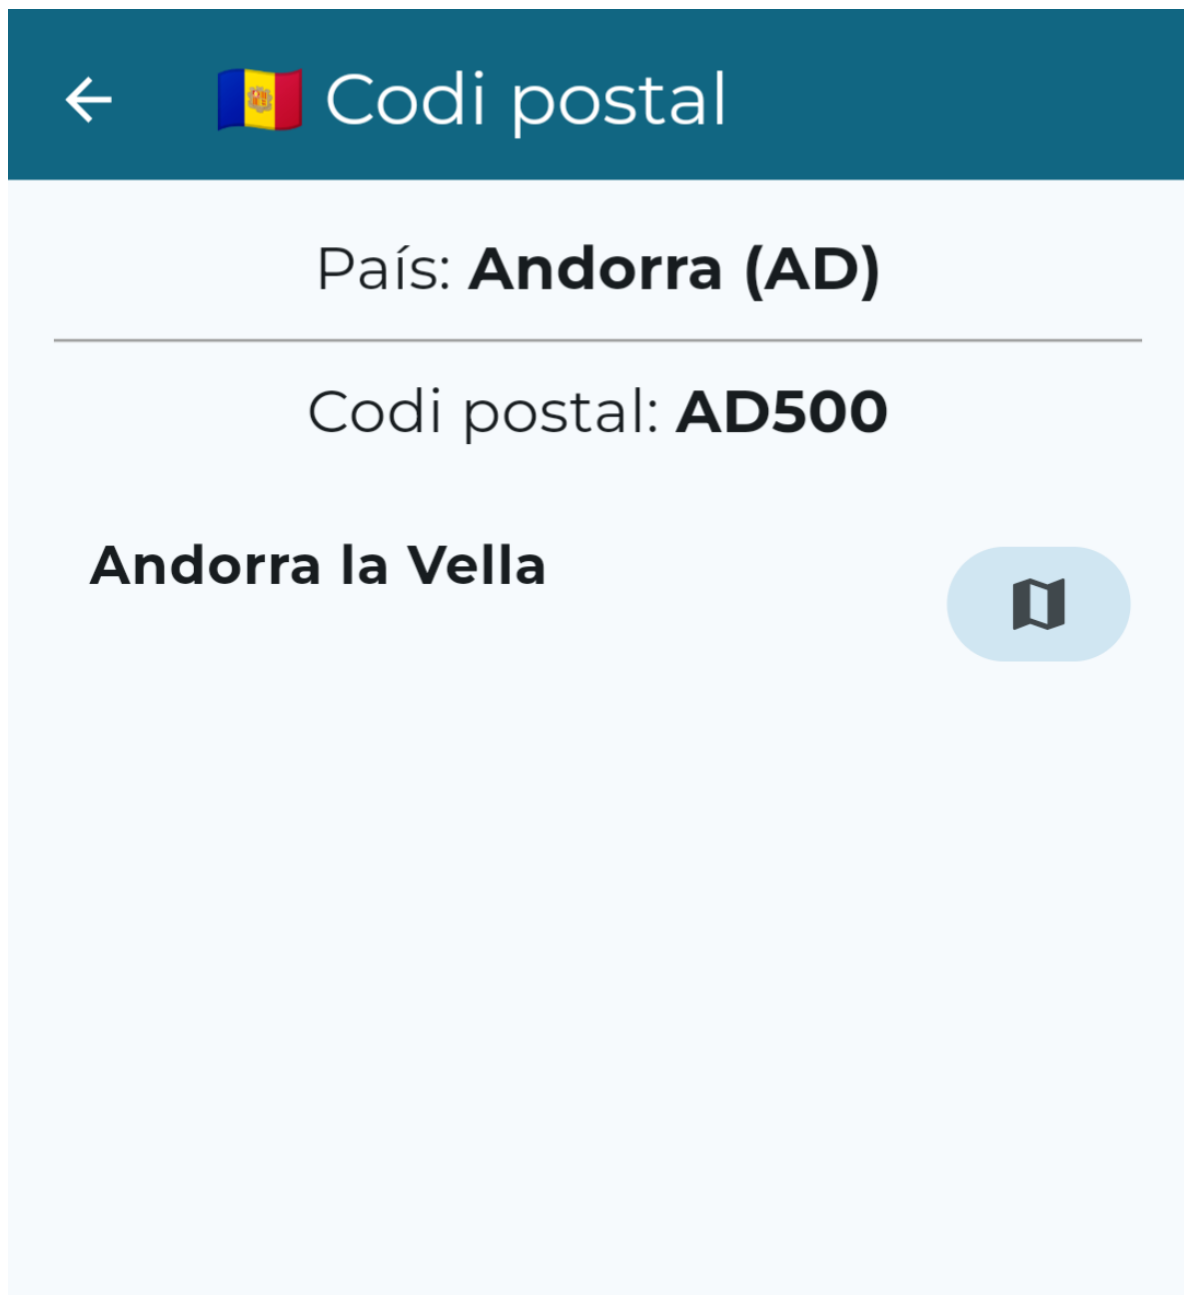 Codi postal
País: Andorra (AD)
Codi postal: AD500
Andorra la Vella